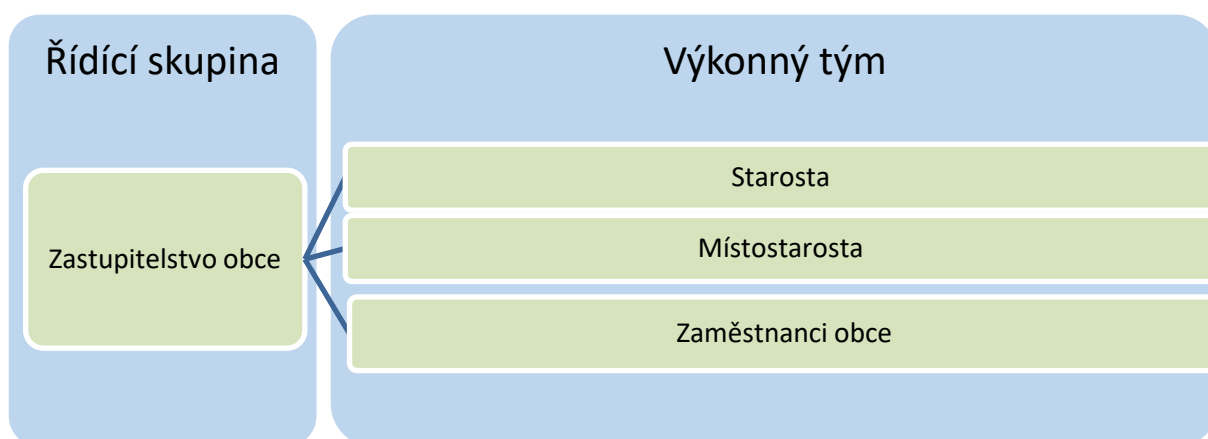 Řídící skupina
Výkonný tým
Zastupitelstvo obce
Starosta
Místostarosta
Zaměstnanci obce